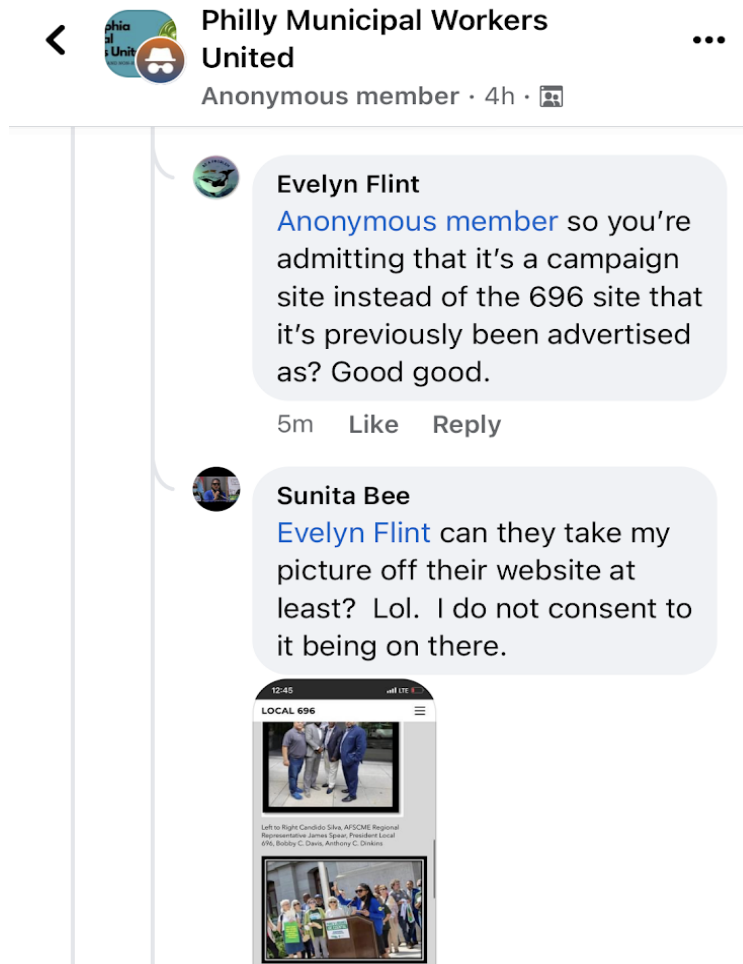 Philly Municipal Workers
United
Anonymous member · 4h ·
Evelyn Flint
Anonymous member so you’re
admitting that it’s a campaign
site instead of the 696 site that
it’s previously been advertised
as? Good good.
5m Like Reply
Sunita Bee
Evelyn Flint can they take my
picture off their website at
least? Lol. I do not consent to
it being on there.
12:45 LTE
LOCAL 696
Left to Right Candido Silva, AFSCME Regional
Representative James Spear, President Local
696, Bobby C. Davis, Anthony C. Dinkins